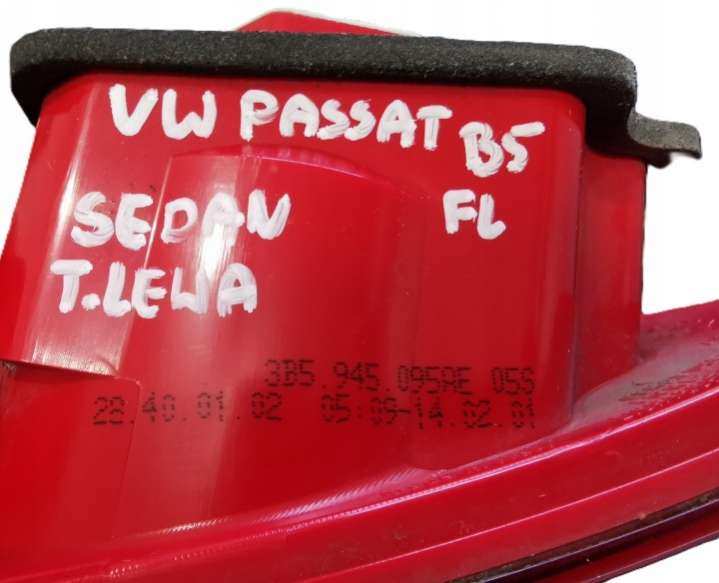 VW PASSAT B5
SEDAN FL
T.LEWA
3B5.945.095AE 05S
28.40.01.02 05:09-14.02.01